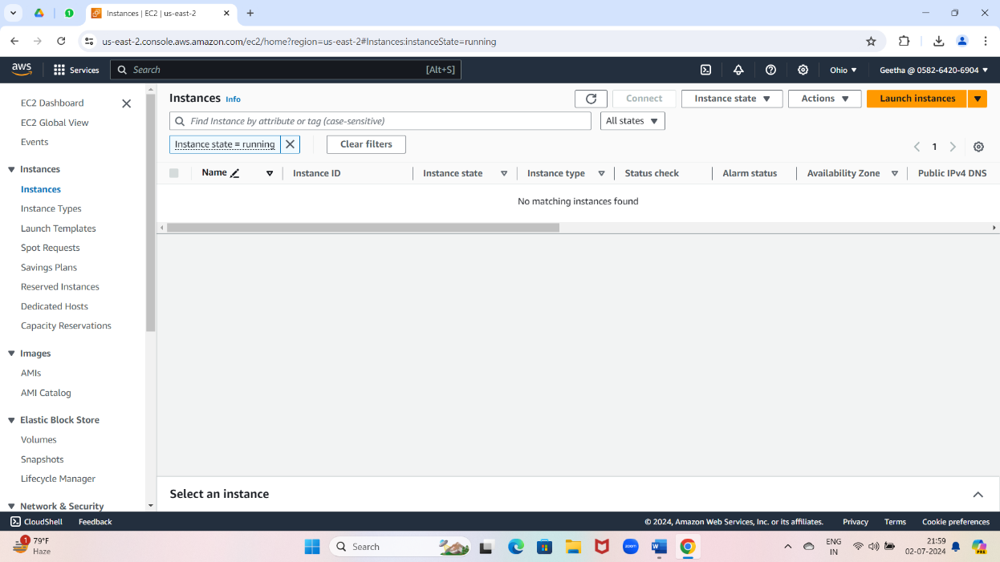 Instances | EC2 | us-east-2
us-east-2.console.aws.amazon.com/ec2/home?region=us-east-2#Instances:instanceState=running
aws
Services
Search
[Alt+S]
Ohio
Geetha @ 0582-6420-6904
EC2 Dashboard
EC2 Global View
Events
Instances
Instances
Instance Types
Launch Templates
Spot Requests
Savings Plans
Reserved Instances
Dedicated Hosts
Capacity Reservations
Images
AMIs
AMI Catalog
Elastic Block Store
Volumes
Snapshots
Lifecycle Manager
Network & Security
Instances Info
Connect
Instance state
Actions
Launch instances
Find Instance by attribute or tag (case-sensitive)
All states
Instance state = running
Clear filters
1
Name
Instance ID
Instance state
Instance type
Status check
Alarm status
Availability Zone
Public IPv4 DNS
No matching instances found
Select an instance
CloudShell
Feedback
© 2024, Amazon Web Services, Inc. or its affiliates.
Privacy
Terms
Cookie preferences
1
79°F
Haze
Search
zoom
ENG
IN
21:59
02-07-2024
PRE